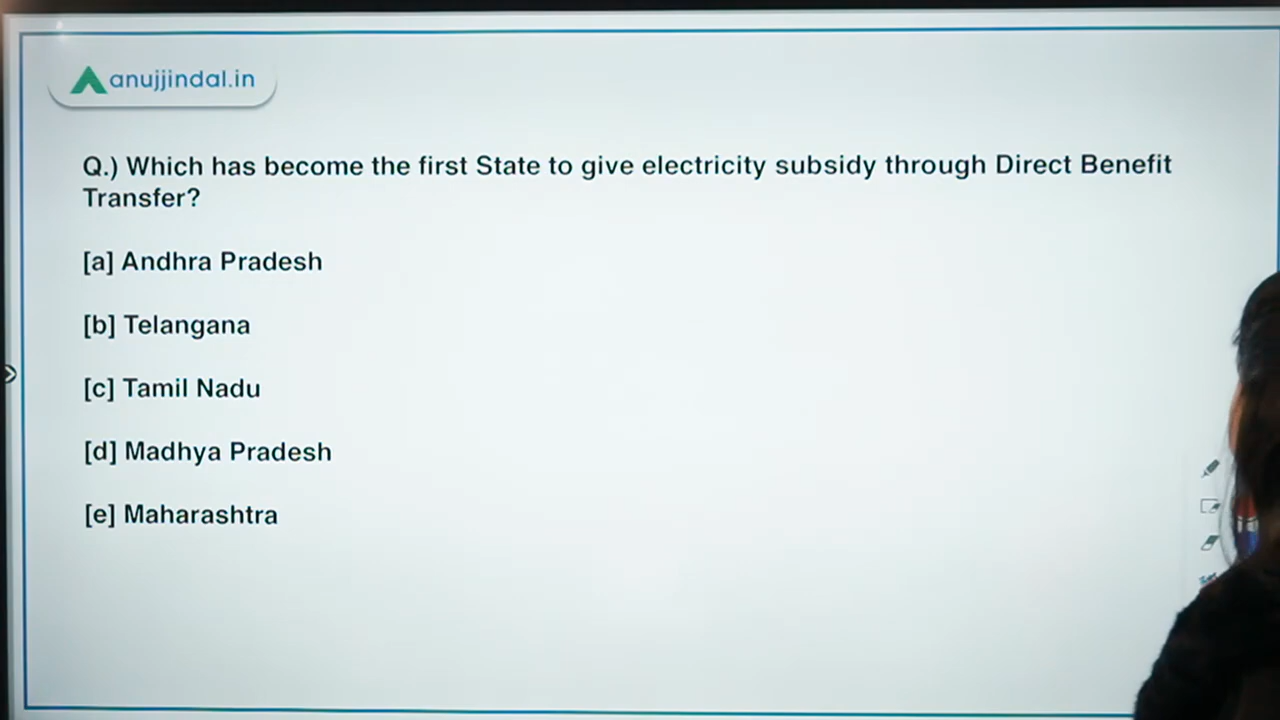 anujjindal.in
Q.) Which has become the first State to give electricity subsidy through Direct Benefit
Transfer?
[a] Andhra Pradesh
[b] Telangana
[c] Tamil Nadu
[d] Madhya Pradesh
[e] Maharashtra